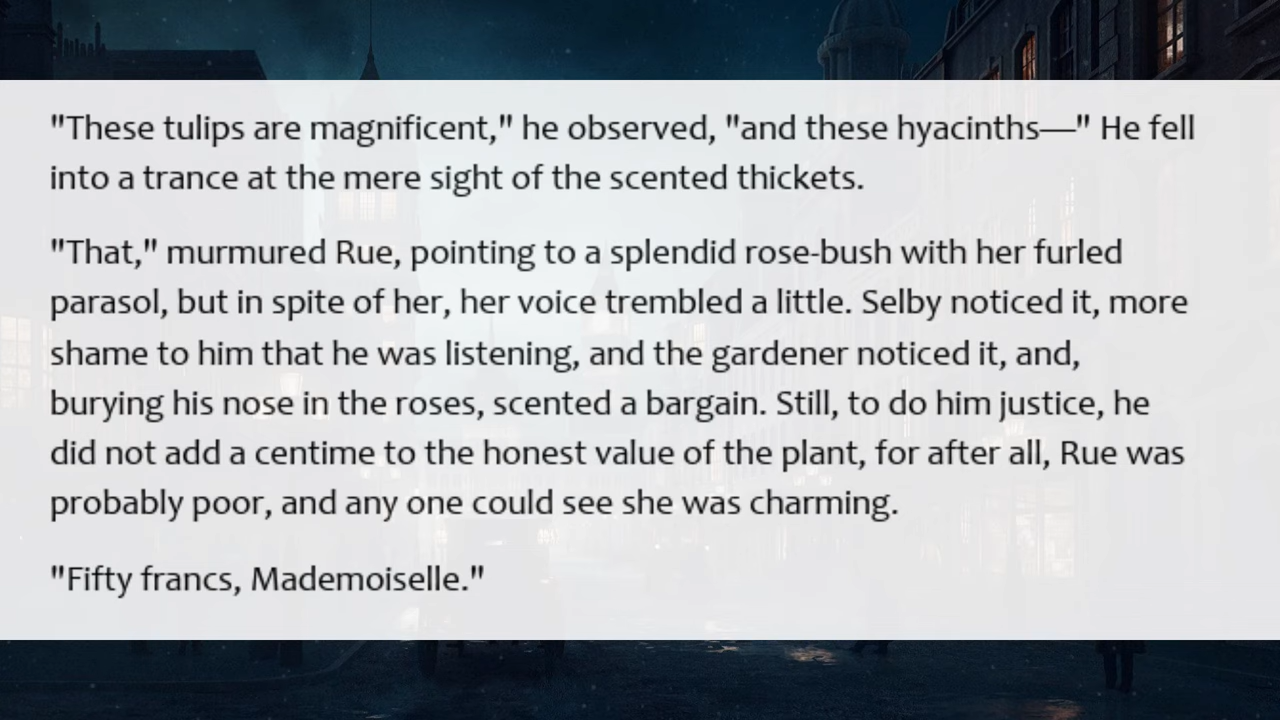 "These tulips are magnificent," he observed, "and these hyacinths—" He fell
into a trance at the mere sight of the scented thickets.
"That," murmured Rue, pointing to a splendid rose-bush with her furled
parasol, but in spite of her, her voice trembled a little. Selby noticed it, more
shame to him that he was listening, and the gardener noticed it, and,
burying his nose in the roses, scented a bargain. Still, to do him justice, he
did not add a centime to the honest value of the plant, for after all, Rue was
probably poor, and any one could see she was charming.
"Fifty francs, Mademoiselle."